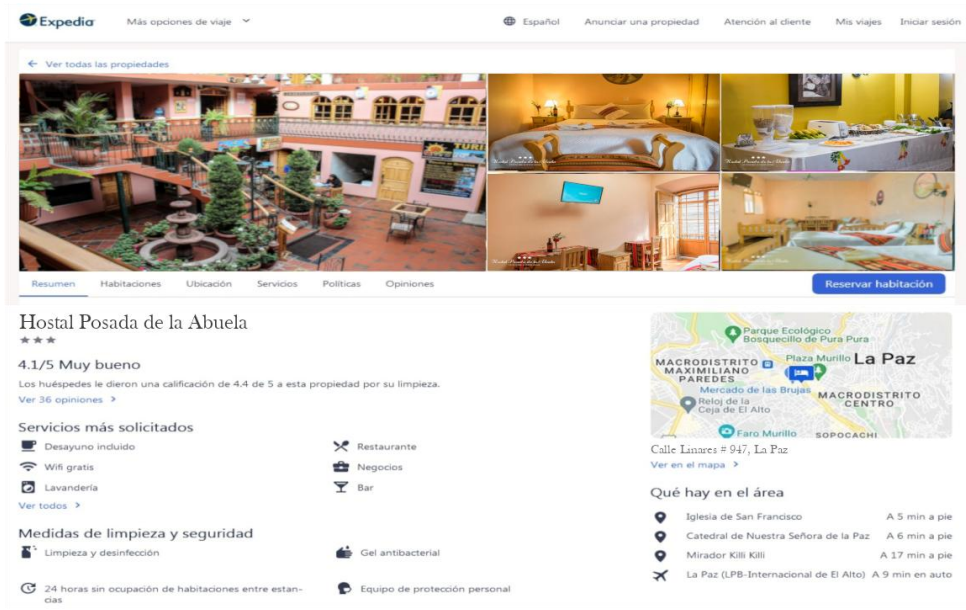 Expedia
Más opciones de viaje
Español
Anunciar una propiedad
Atención al cliente
Mis viajes
Iniciar sesión
Ver todas las propiedades
Resumen
Habitaciones
Ubicación
Servicios
Políticas
Opiniones
Reservar habitación
Hostal Posada de la Abuela
4.1/5 Muy bueno
Los huéspedes le dieron una calificación de 4.4 de 5 a esta propiedad por su limpieza.
Ver 36 opiniones
Servicios más solicitados
Desayuno incluido
Restaurante
Wifi gratis
Negocios
Lavandería
Bar
Ver todos
Medidas de limpieza y seguridad
Limpieza y desinfección
Gel antibacterial
24 horas sin ocupación de habitaciones entre estan-
cias
Equipo de protección personal
Parque Ecológico
Bosquecillo de Pura Pura
MACRODISTRITO
MAXIMILIANO
PAREDES
Plaza Murillo
La Paz
Mercado de las Brujas
MACRODISTRITO
CENTRO
Reloj de la
Ceja de El Alto
Faro Murillo
SOPOCACHI
Calle Linares # 947, La Paz
Ver en el mapa
Qué hay en el área
Iglesia de San Francisco
A 5 min a pie
Catedral de Nuestra Señora de la Paz
A 6 min a pie
Mirador Killi Killi
A 17 min a pie
La Paz (LPB-Internacional de El Alto)
A 9 min en auto